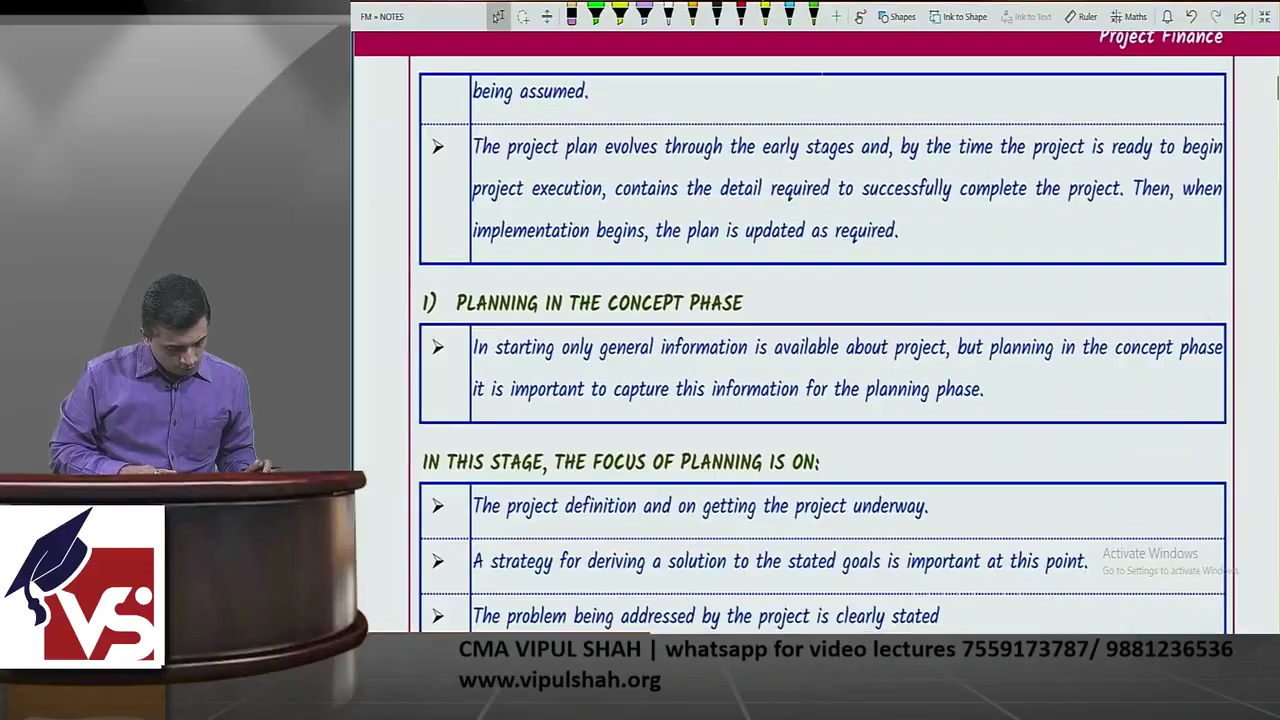 FM » NOTES
Shapes
Ink to Shape
Ink to Text
Ruler
Maths
Project Finance
being assumed.
➤ The project plan evolves through the early stages and, by the time the project is ready to begin
project execution, contains the detail required to successfully complete the project. Then, when
implementation begins, the plan is updated as required.
1) PLANNING IN THE CONCEPT PHASE
➤ In starting only general information is available about project, but planning in the concept phase
it is important to capture this information for the planning phase.
IN THIS STAGE, THE FOCUS OF PLANNING IS ON:
➤ The project definition and on getting the project underway.
➤ A strategy for deriving a solution to the stated goals is important at this point.
➤ The problem being addressed by the project is clearly stated
Activate Windows
Go to Settings to activate Windows.
VS
CMA VIPUL SHAH | whatsapp for video lectures 7559173787/ 9881236536
www.vipulshah.org